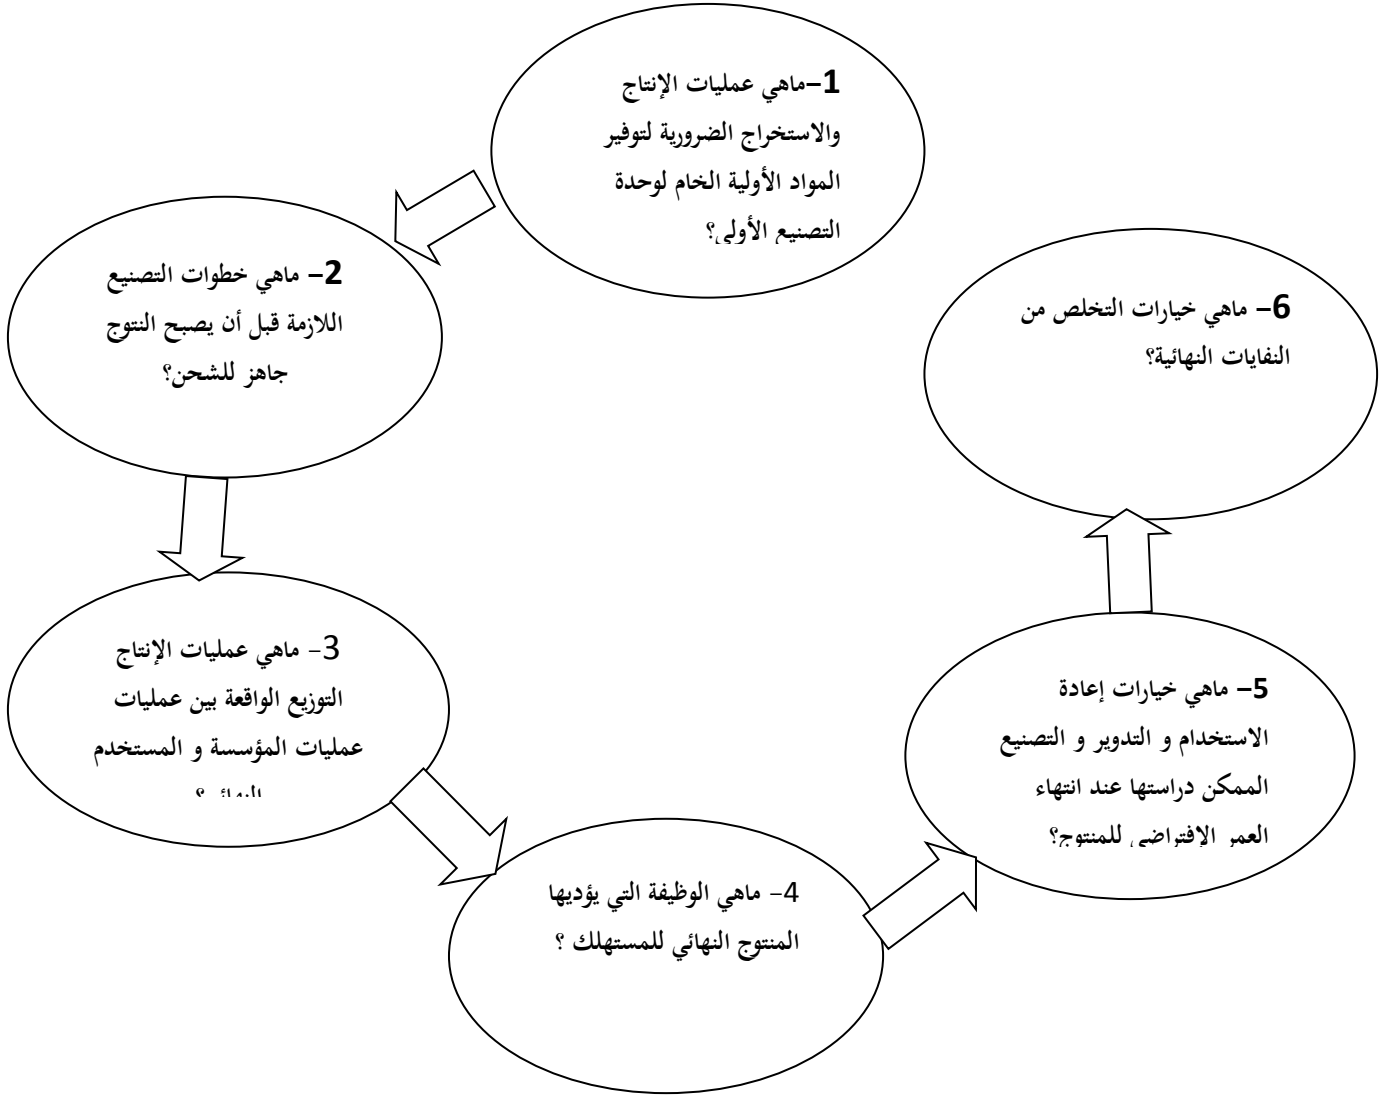 1–ماهي عمليات الإنتاج
والاستخراج الضرورية لتوفير
المواد الأولية الخام لوحدة
التصنيع الأولي؟
2– ماهي خطوات التصنيع
اللازمة قبل أن يصبح النتوج
جاهز للشحن؟
3– ماهي عمليات الإنتاج
التوزيع الواقعة بين عمليات
عمليات المؤسسة و المستخدم
النهائي؟
4– ماهي الوظيفة التي يؤديها
المنتوج النهائي للمستهلك ؟
5– ماهي خيارات إعادة
الاستخدام و التدوير و التصنيع
الممكن دراستها عند انتهاء
العمر الافتراضي للمنتوج؟
6– ماهي خيارات التخلص من
النفايات النهائية؟